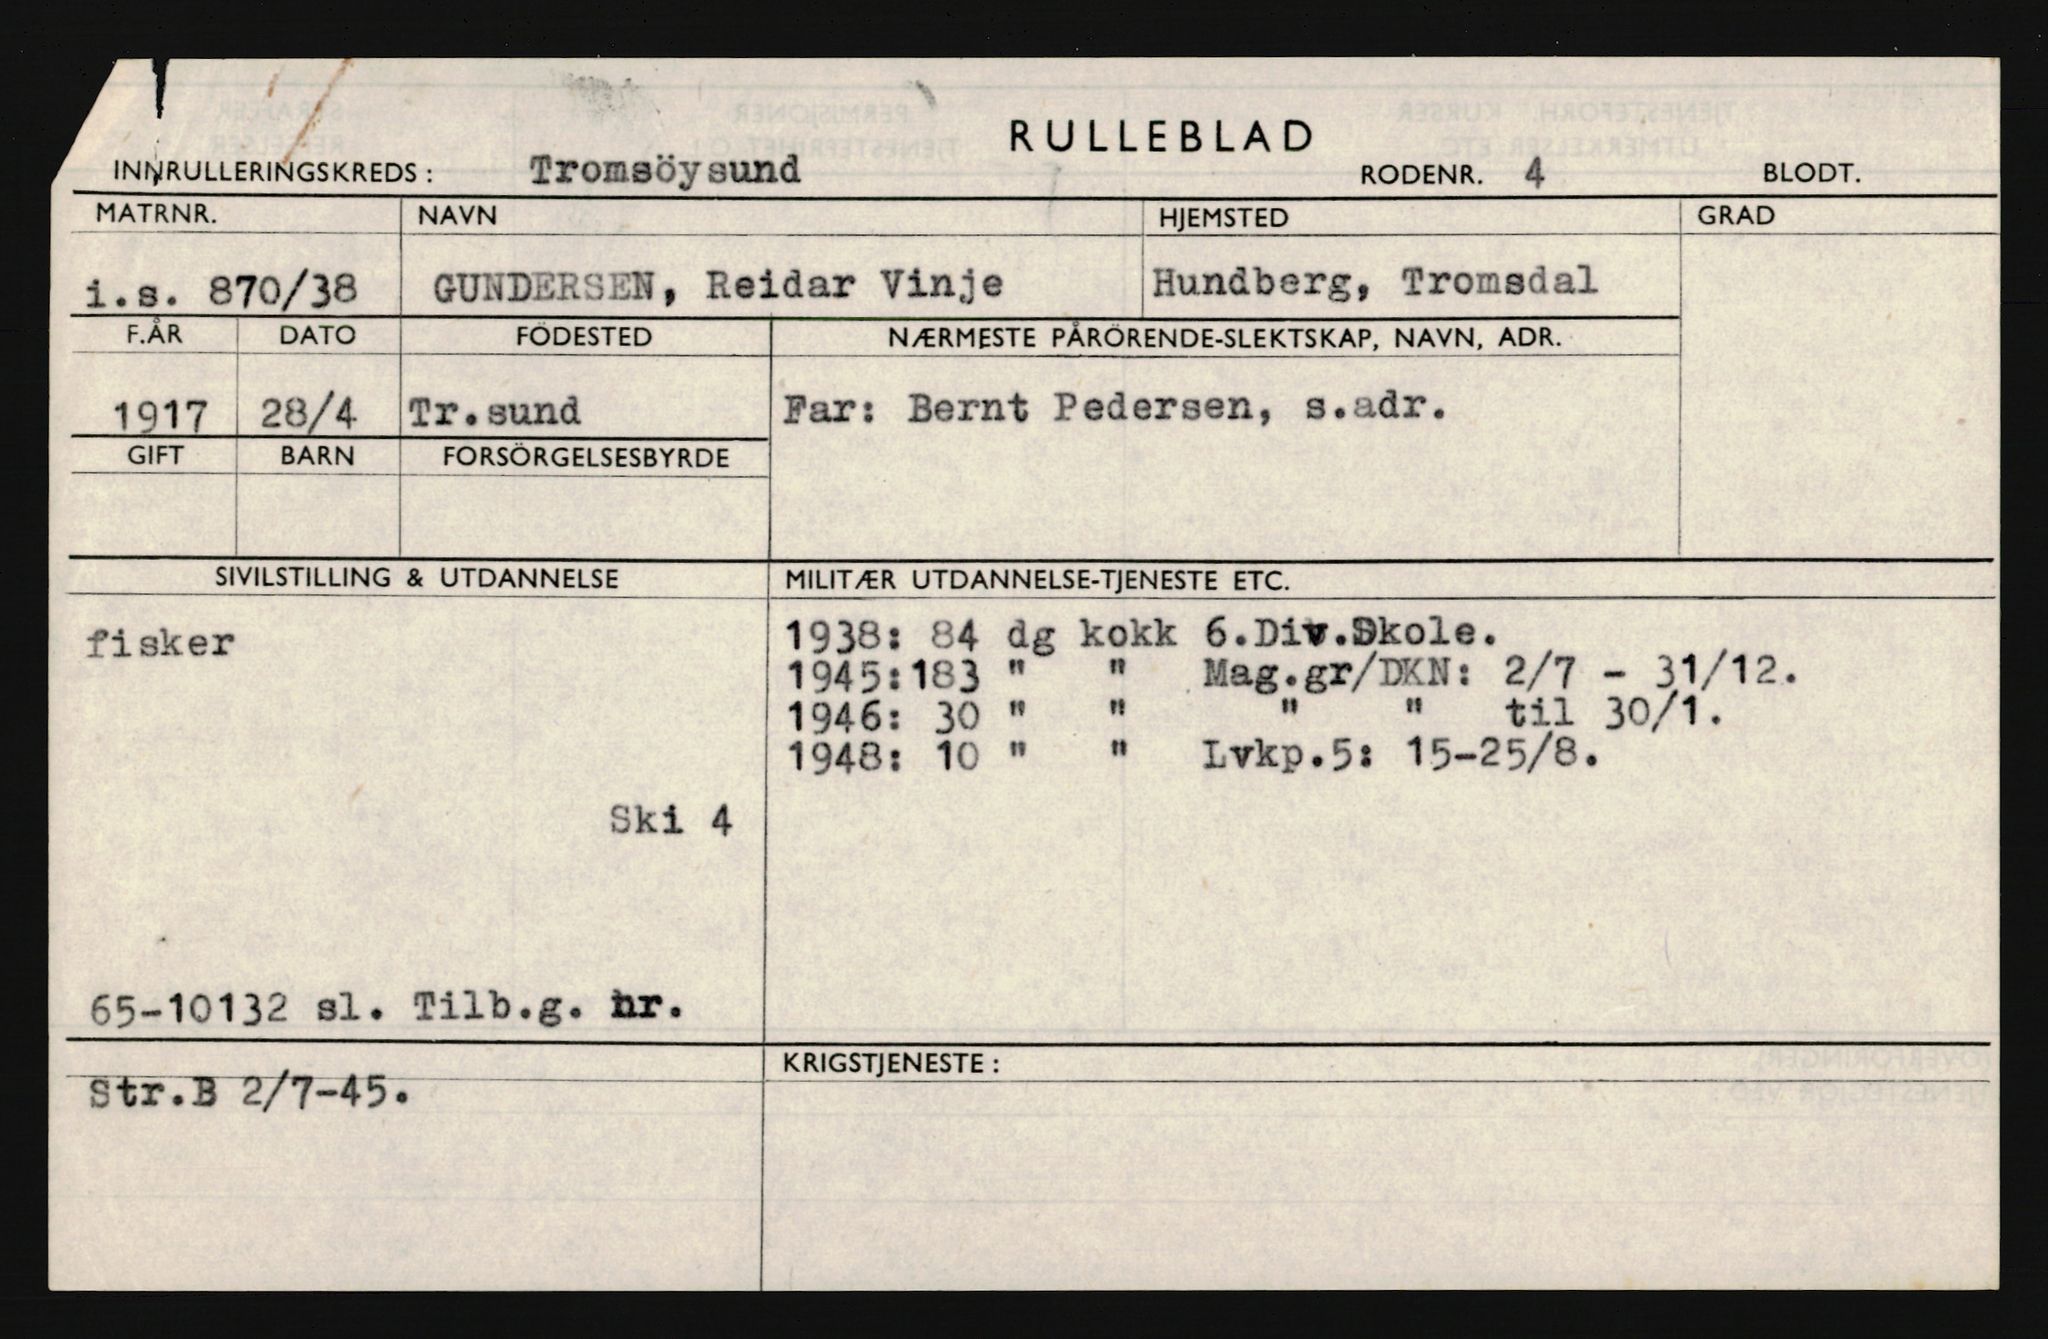 RULLEBLAD
INNRULLERINGSKREDS: Tromsöysund RODENR. 4 BLODT.
MATRNR. NAVN HJEMSTED GRAD
i.s. 870/38 GUNDERSEN, Reidar Vinje Hundberg, Tromsdal
F.ÅR DATO FÖDESTED NÆRMESTE PÅRÖRENDE-SLEKTSKAP, NAVN, ADR.
1917 28/4 Tr.sund Far: Bernt Pedersen, s.adr.
GIFT BARN FORSÖRGELSESBYRDE
SIVILSTILLING & UTDANNELSE MILITÆR UTDANNELSE-TJENESTE ETC.
fisker
1938: 84 dg kokk 6.Div.Skole.
1945:183 " " Mag.gr/DKN: 2/7 - 31/12.
1946: 30 " " " " til 30/1.
1948: 10 " " Lvkp.5: 15-25/8.
Ski 4
65-10132 sl. Tilb.g. nr.
KRIGSTJENESTE:
Str.B 2/7-45.